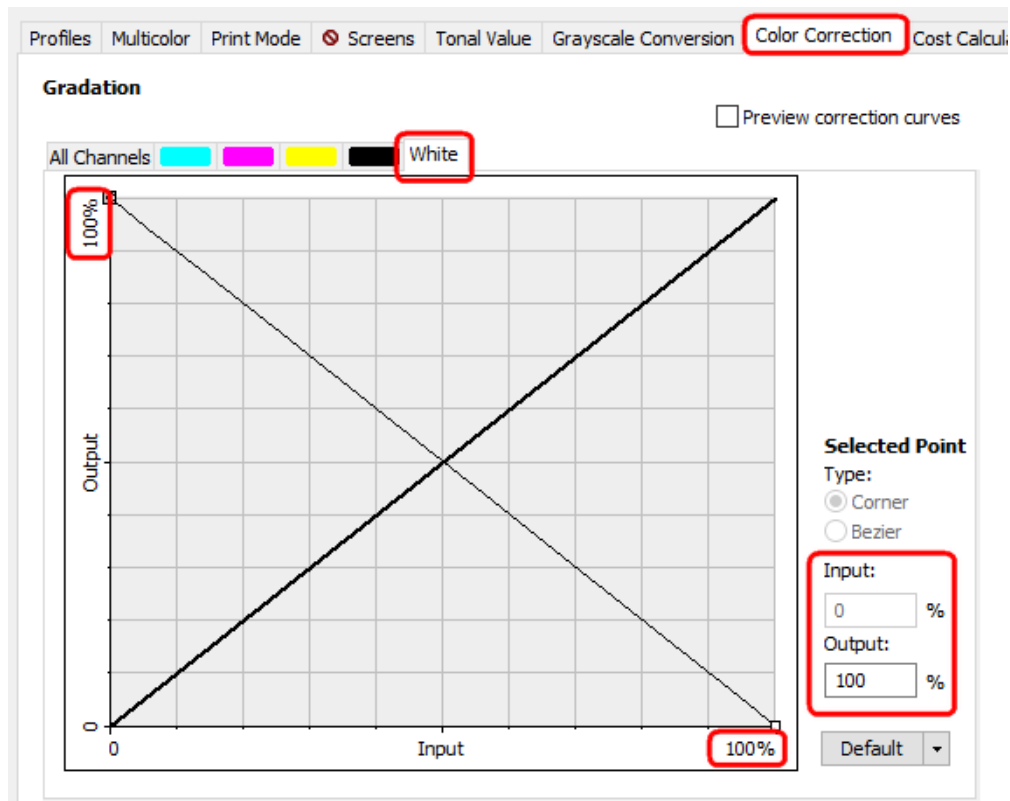 Profiles Multicolor Print Mode Screens Tonal Value Grayscale Conversion Color Correction Cost Calcul
Gradation
Preview correction curves
All Channels White
100%
Output
0
0 Input 100%
Selected Point
Type:
Corner
Bezier
Input:
0 %
Output:
100 %
Default